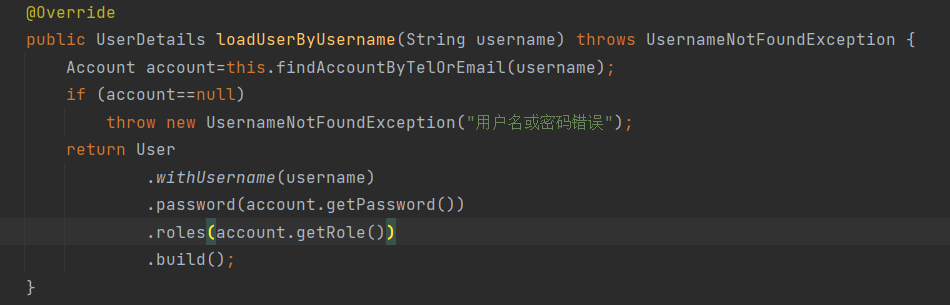 @Override
public UserDetails loadUserByUsername(String username) throws UsernameNotFoundException {
    Account account=this.findAccountByTelOrEmail(username);
    if (account==null)
        throw new UsernameNotFoundException("用户名或密码错误");
    return User
            .withUsername(username)
            .password(account.getPassword())
            .roles(account.getRole())
            .build();
}